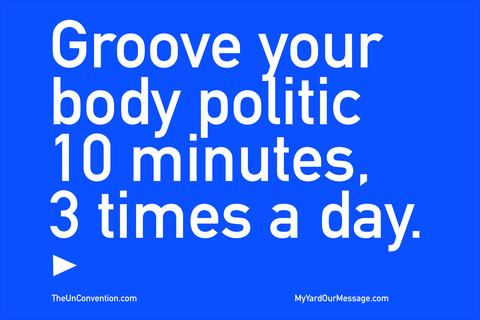 Groove your
body politic
10 minutes,
3 times a day.
TheUnConvention.com
MyYardOurMessage.com